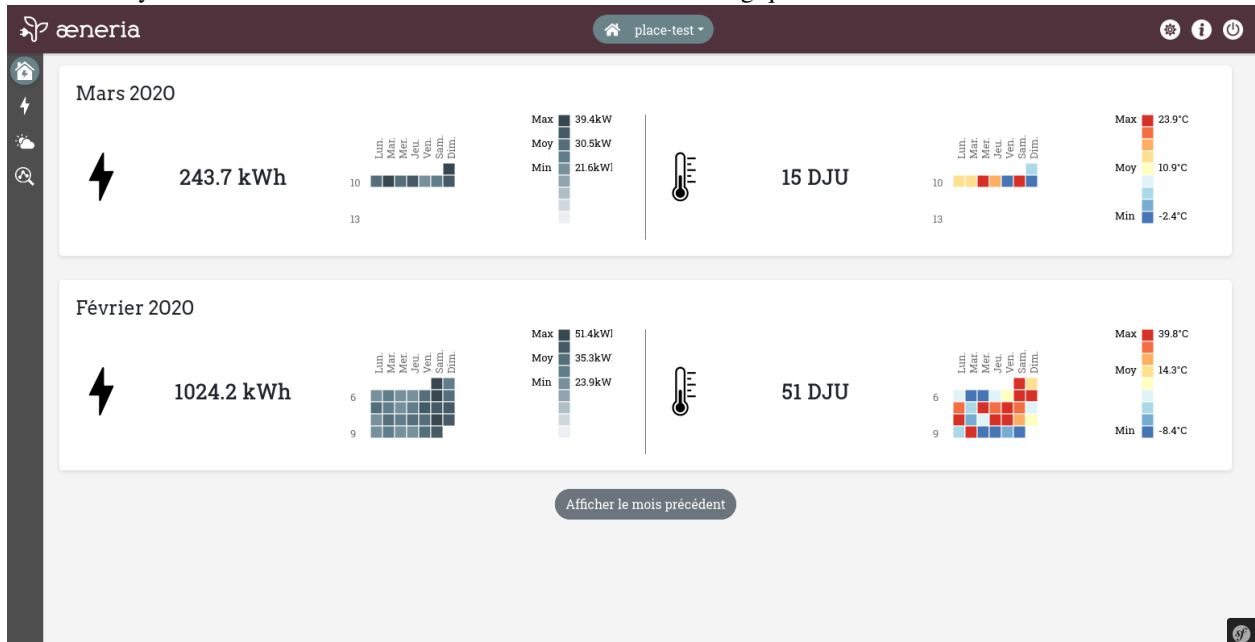 æneria
place-test
Mars 2020
243.7 kWh
Lun.
Mar.
Mer.
Jeu.
Ven.
Sam.
Dim.
10
13
Max 39.4kW
Moy 30.5kW
Min 21.6kW
15 DJU
Lun.
Mar.
Mer.
Jeu.
Ven.
Sam.
Dim.
10
13
Max 23.9°C
Moy 10.9°C
Min -2.4°C
Février 2020
1024.2 kWh
Lun.
Mar.
Mer.
Jeu.
Ven.
Sam.
Dim.
6
9
Max 51.4kW
Moy 35.3kW
Min 23.9kW
51 DJU
Lun.
Mar.
Mer.
Jeu.
Ven.
Sam.
Dim.
6
9
Max 39.8°C
Moy 14.3°C
Min -8.4°C
Afficher le mois précédent